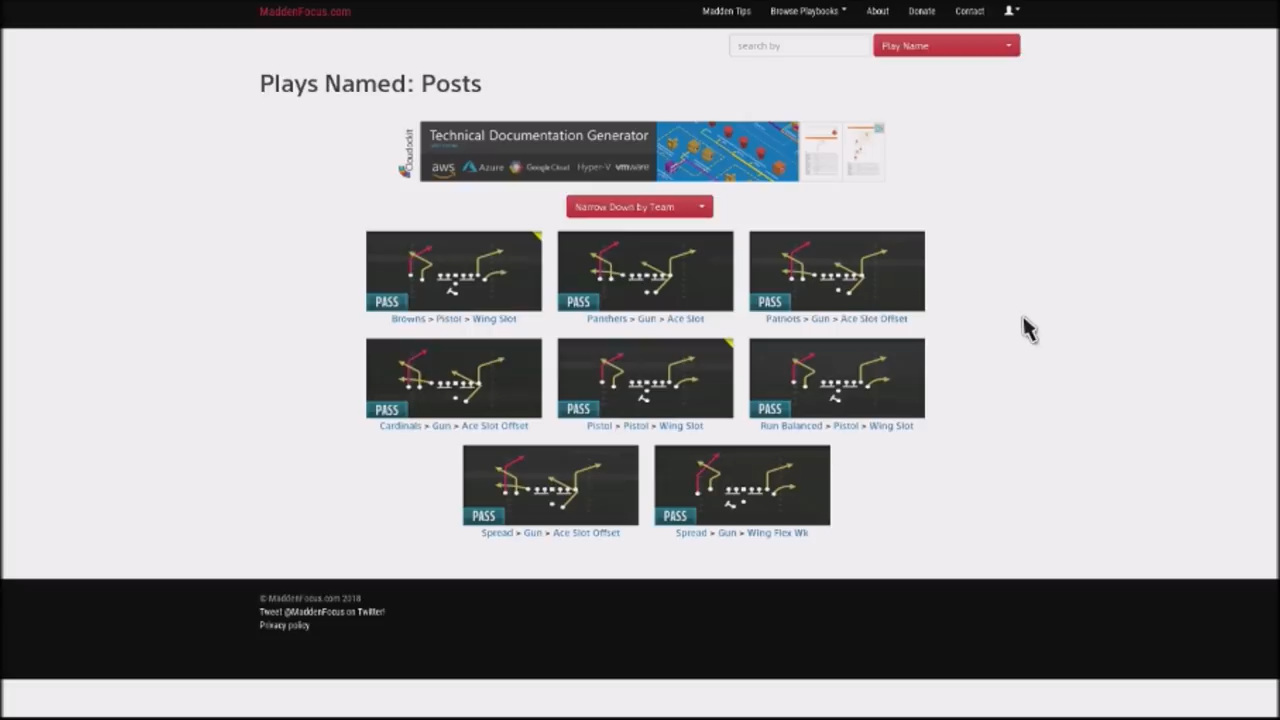 MaddenFocus.com
Madden Tips Browse Playbooks About Donate Contact
search by Play Name
Plays Named: Posts
Cloudockit
Technical Documentation Generator
aws Azure Google Cloud Hyper-V vmware
Narrow Down by Team
PASS PASS PASS
Browns > Pistol > Wing Slot Panthers > Gun > Ace Slot Patriots > Gun > Ace Slot Offset
PASS PASS PASS
Cardinals > Gun > Ace Slot Offset Pistol > Pistol > Wing Slot Run Balanced > Pistol > Wing Slot
PASS PASS
Spread > Gun > Ace Slot Offset Spread > Gun > Wing Flex Wk
© MaddenFocus.com 2018
Tweet @MaddenFocus on Twitter!
Privacy policy